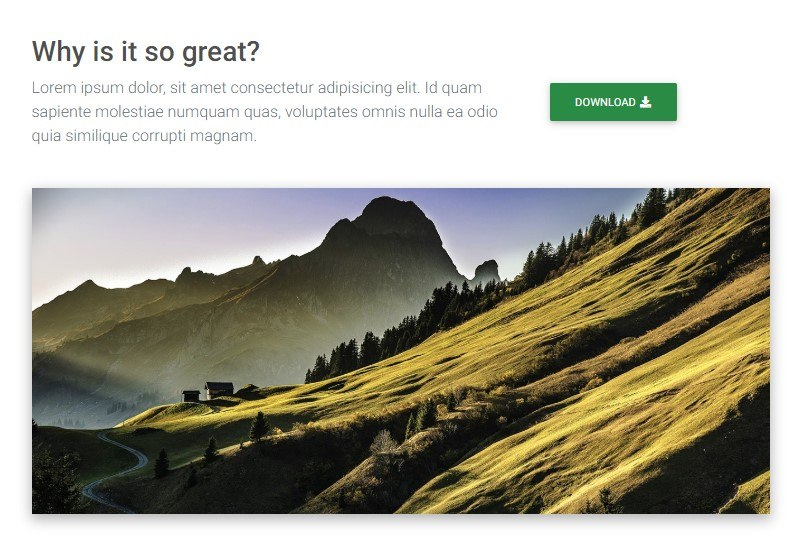 Why is it so great?
Lorem ipsum dolor, sit amet consectetur adipisicing elit. Id quam
sapiente molestiae numquam quas, voluptates omnis nulla ea odio
quia similique corrupti magnam.
DOWNLOAD